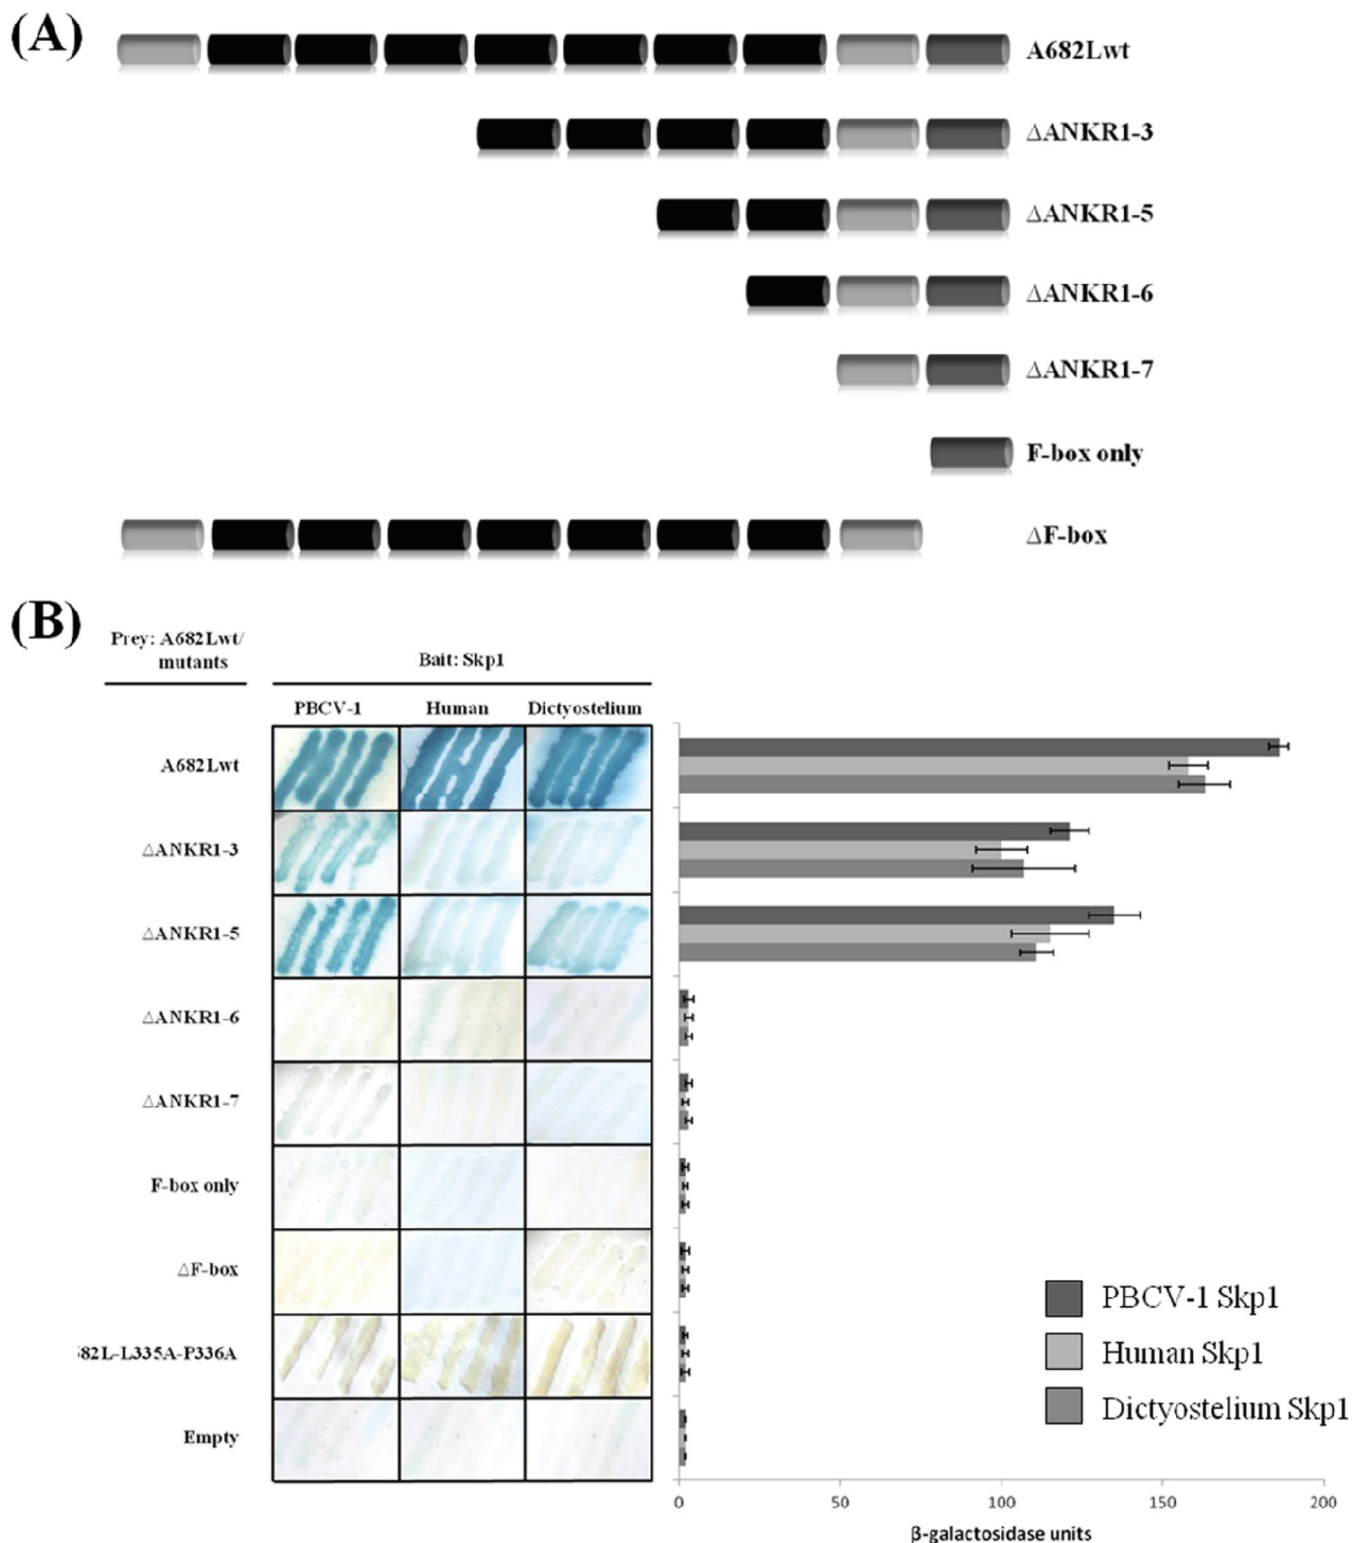 (A)
A682Lwt
ΔANKR1-3
ΔANKR1-5
ΔANKR1-6
ΔANKR1-7
F-box only
ΔF-box
(B)
Prey: A682Lwt/
mutants
Bait: Skp1
PBCV-1
Human
Dictyostelium
A682Lwt
ΔANKR1-3
ΔANKR1-5
ΔANKR1-6
ΔANKR1-7
F-box only
ΔF-box
82L-L335A-P336A
Empty
PBCV-1 Skp1
Human Skp1
Dictyostelium Skp1
0
50
100
150
200
β-galactosidase units